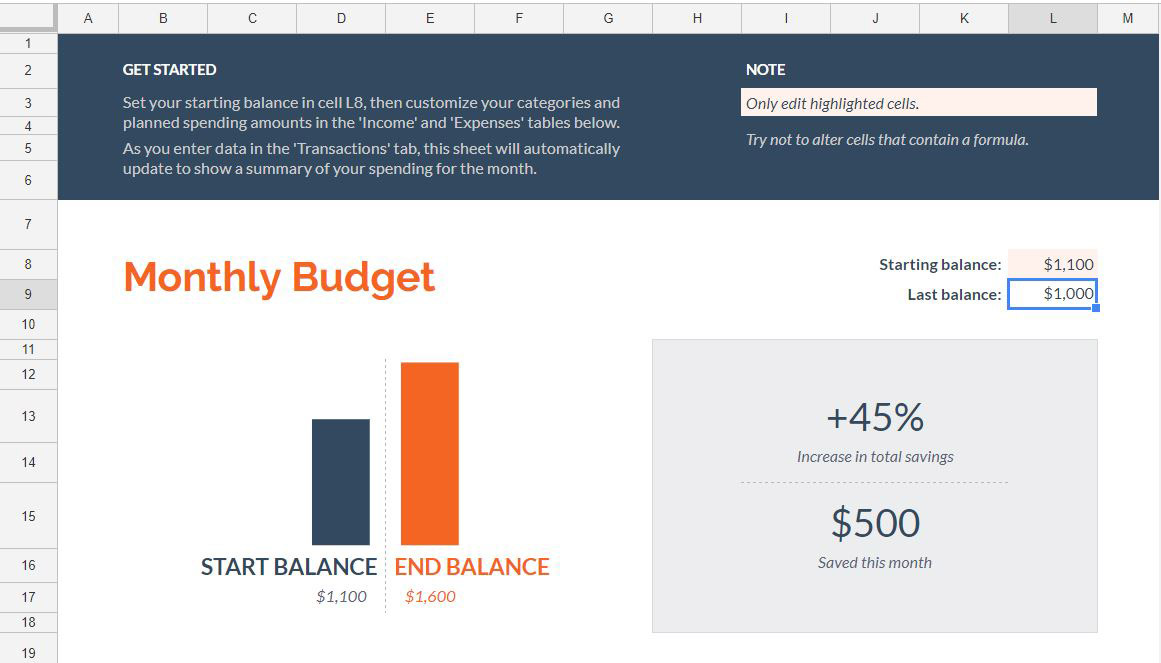 A B C D E F G H I J K L M
1
2 GET STARTED NOTE
3 Set your starting balance in cell L8, then customize your categories and Only edit highlighted cells.
4 planned spending amounts in the 'Income' and 'Expenses' tables below.
5 As you enter data in the 'Transactions' tab, this sheet will automatically Try not to alter cells that contain a formula.
6 update to show a summary of your spending for the month.
7
8 Monthly Budget Starting balance: $1,100
9 Last balance: $1,000
10
11
12
13 +45%
14 Increase in total savings
15 $500
16 START BALANCE END BALANCE Saved this month
17 $1,100 $1,600
18
19